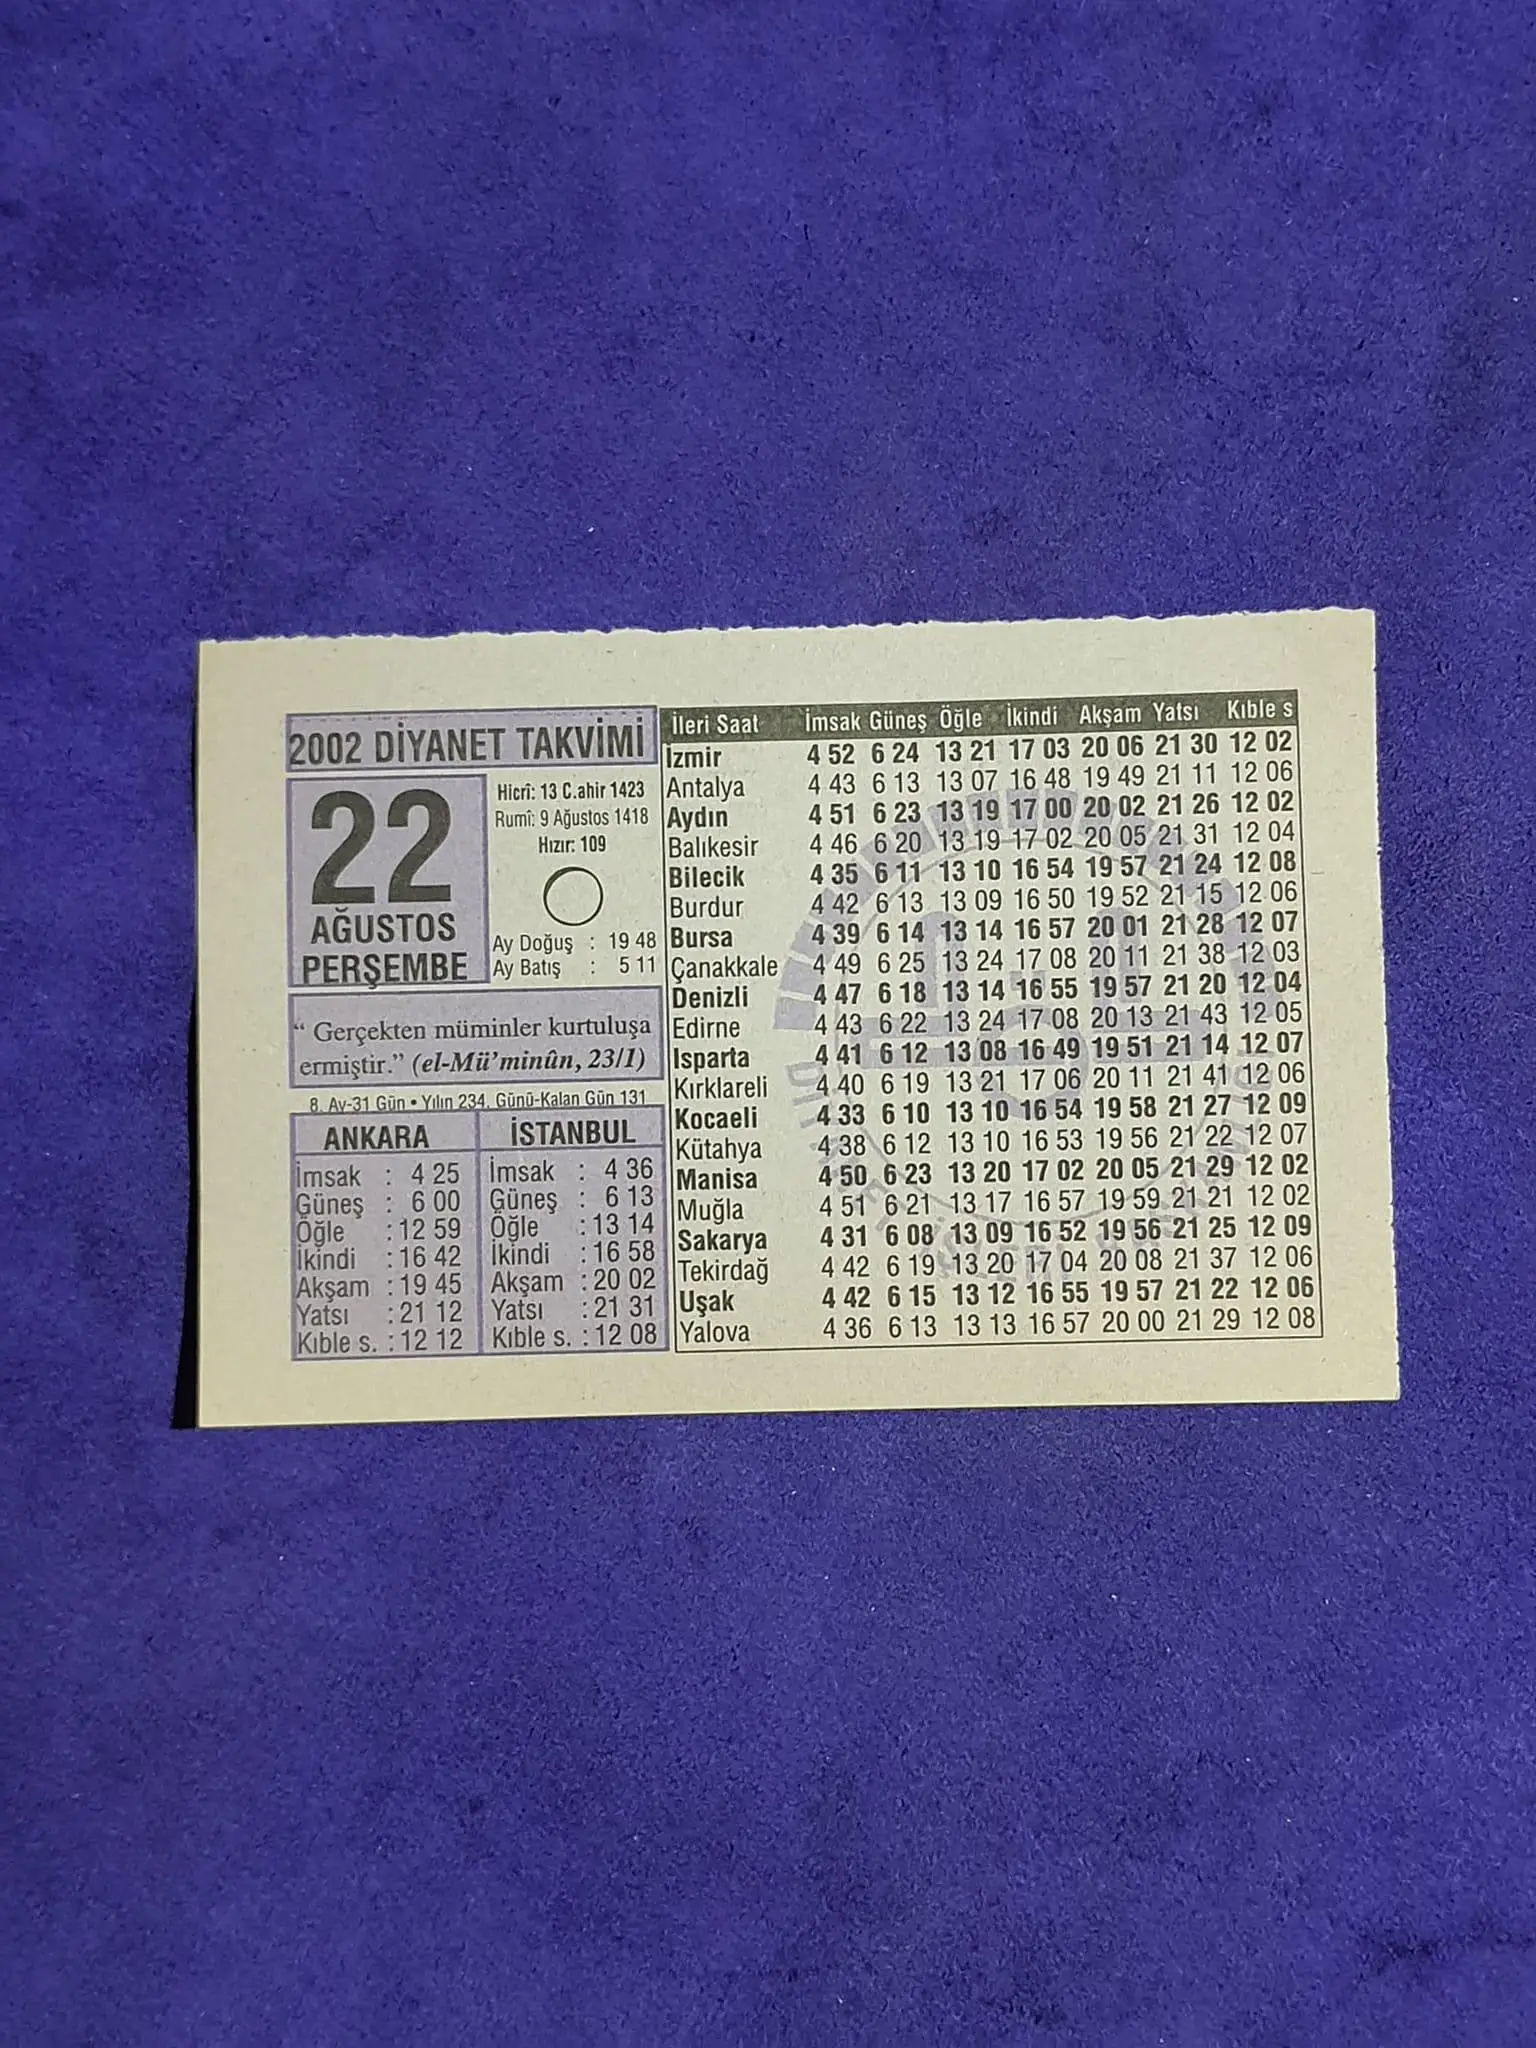 2002 DİYANET TAKVİMİ
22
AĞUSTOS
PERŞEMBE
Hicrî: 13 C.ahir 1423
Rumî: 9 Ağustos 1418
Hızır: 109
Ay Doğuş : 19 48
Ay Batış : 5 11
“ Gerçekten müminler kurtuluşa
ermiştir.” (el-Mü’minûn, 23/1)
8. Ay-31 Gün • Yılın 234. Günü-Kalan Gün 131
ANKARA
İmsak : 4 25
Güneş : 6 00
Öğle : 12 59
İkindi : 16 42
Akşam : 19 45
Yatsı : 21 12
Kıble s. : 12 12
İSTANBUL
İmsak : 4 36
Güneş : 6 13
Öğle : 13 14
İkindi : 16 58
Akşam : 20 02
Yatsı : 21 31
Kıble s. : 12 08
İleri Saat İmsak Güneş Öğle İkindi Akşam Yatsı Kıble s
İzmir 4 52 6 24 13 21 17 03 20 06 21 30 12 02
Antalya 4 43 6 13 13 07 16 48 19 49 21 11 12 06
Aydın 4 51 6 23 13 19 17 00 20 02 21 26 12 02
Balıkesir 4 46 6 20 13 19 17 02 20 05 21 31 12 04
Bilecik 4 35 6 11 13 10 16 54 19 57 21 24 12 08
Burdur 4 42 6 13 13 09 16 50 19 52 21 15 12 06
Bursa 4 39 6 14 13 14 16 57 20 01 21 28 12 07
Çanakkale 4 49 6 25 13 24 17 08 20 11 21 38 12 03
Denizli 4 47 6 18 13 14 16 55 19 57 21 20 12 04
Edirne 4 43 6 22 13 24 17 08 20 13 21 43 12 05
Isparta 4 41 6 12 13 08 16 49 19 51 21 14 12 07
Kırklareli 4 40 6 19 13 21 17 06 20 11 21 41 12 06
Kocaeli 4 33 6 10 13 10 16 54 19 58 21 27 12 09
Kütahya 4 38 6 12 13 10 16 53 19 56 21 22 12 07
Manisa 4 50 6 23 13 20 17 02 20 05 21 29 12 02
Muğla 4 51 6 21 13 17 16 57 19 59 21 21 12 02
Sakarya 4 31 6 08 13 09 16 52 19 56 21 25 12 09
Tekirdağ 4 42 6 19 13 20 17 04 20 08 21 37 12 06
Uşak 4 42 6 15 13 12 16 55 19 57 21 22 12 06
Yalova 4 36 6 13 13 13 16 57 20 00 21 29 12 08